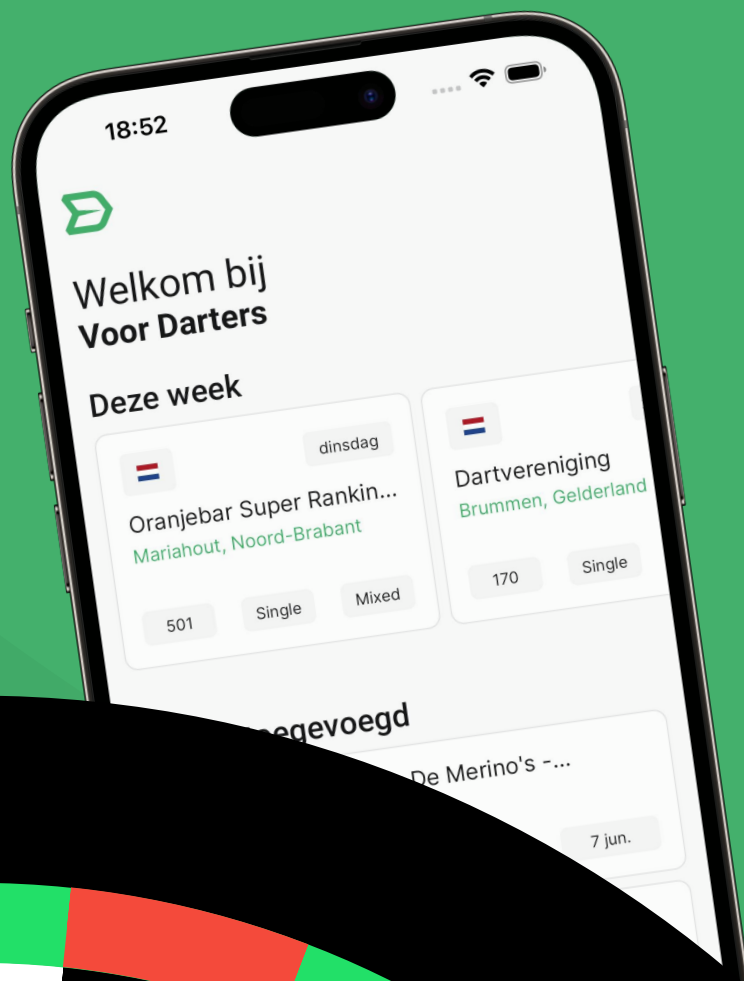 18:52
Welkom bij
Voor Darters
Deze week
dinsdag
Oranjebar Super Rankin...
Mariahout, Noord-Brabant
501
Single
Mixed
Dartvereniging
Brummen, Gelderland
170
Single
De Merino's -...
7 jun.